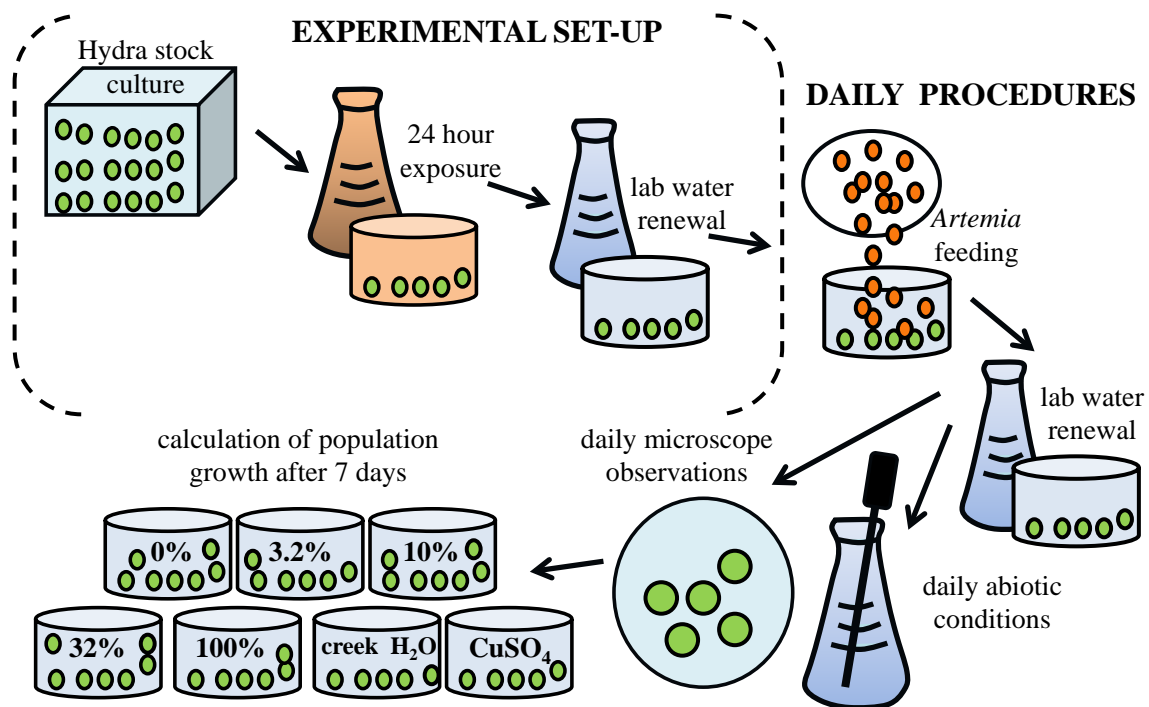 EXPERIMENTAL SET-UP
Hydra stock
culture
24 hour
exposure
lab water
renewal
DAILY PROCEDURES
Artemia
feeding
lab water
renewal
daily microscope
observations
daily abiotic
conditions
calculation of population
growth after 7 days
0%
3.2%
10%
32%
100%
creek H₂O
CuSO₄